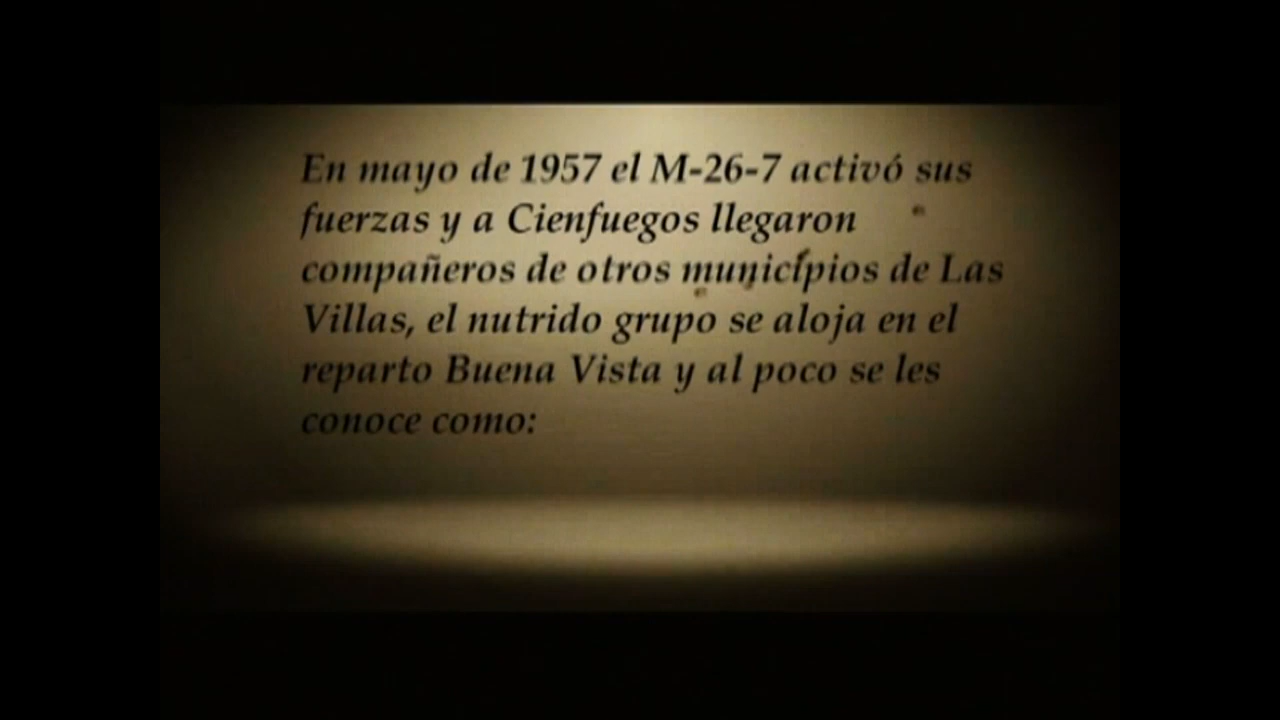 En mayo de 1957 el M-26-7 activó sus
fuerzas y a Cienfuegos llegaron
compañeros de otros municipios de Las
Villas, el nutrido grupo se aloja en el
reparto Buena Vista y al poco se les
conoce como: